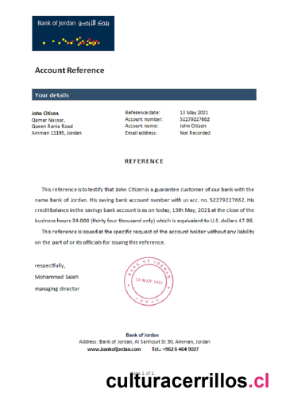 Bank of Jordan بنك الأردن
Account Reference
Your details
John Citizen
Qamar Nasser,
Queen Rania Road
Amman 11195, Jordan
Reference date: 13 May 2021
Account number: 52279227662
Account name: John Citizen
Email address: Not Recorded
REFERENCE
This reference is to testify that John Citizen is a guarantee customer of our bank with the
name bank of Jordan. His saving bank account number with us acc. no. 52279227662. His
credit balance in the savings bank account is as on today, 13th May, 2021 at the close of the
business hours 34.000 (thirty four thousand only) which is equivalent to U.S. dollars 47.96.
This reference is issued at the specific request of the account holder without any liability
on the part of or its officials for issuing this reference.
respectfully,
Mohammad Saleh
managing director
BANK OF JORDAN
13 MAY 2021
Bank of Jordan
Address: Bank of Jordan, Al Sanhouri St 30, Amman, Jordan
www.bankofjordan.com Tel.: +962 6 464 9027
1 of 1
culturacerrillos.cl